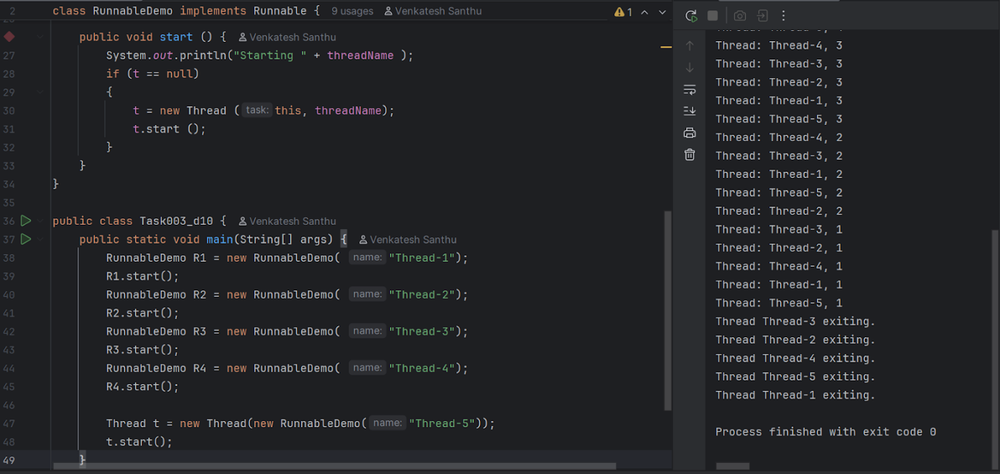 2 class RunnableDemo implements Runnable { 9 usages Venkatesh Santhu 1
public void start () { Venkatesh Santhu
27 System.out.println("Starting " + threadName );
28 if (t == null)
29 {
30 t = new Thread ( task: this, threadName);
31 t.start ();
32 }
33 }
34 }
35
36 public class Task003_d10 { Venkatesh Santhu
37 public static void main(String[] args) { Venkatesh Santhu
38 RunnableDemo R1 = new RunnableDemo( name: "Thread-1");
39 R1.start();
40 RunnableDemo R2 = new RunnableDemo( name: "Thread-2");
41 R2.start();
42 RunnableDemo R3 = new RunnableDemo( name: "Thread-3");
43 R3.start();
44 RunnableDemo R4 = new RunnableDemo( name: "Thread-4");
45 R4.start();
46
47 Thread t = new Thread(new RunnableDemo( name: "Thread-5"));
48 t.start();
49 }
Thread: Thread-4, 3
Thread: Thread-3, 3
Thread: Thread-2, 3
Thread: Thread-1, 3
Thread: Thread-5, 3
Thread: Thread-4, 2
Thread: Thread-3, 2
Thread: Thread-1, 2
Thread: Thread-5, 2
Thread: Thread-2, 2
Thread: Thread-3, 1
Thread: Thread-2, 1
Thread: Thread-4, 1
Thread: Thread-1, 1
Thread: Thread-5, 1
Thread Thread-3 exiting.
Thread Thread-2 exiting.
Thread Thread-4 exiting.
Thread Thread-5 exiting.
Thread Thread-1 exiting.
Process finished with exit code 0